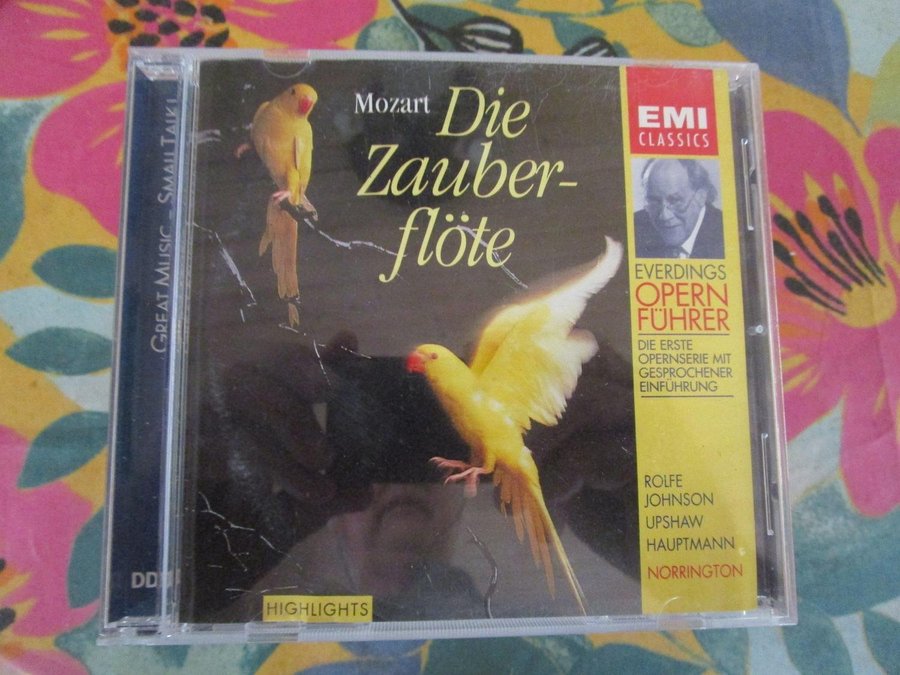 GREAT MUSIC – SMALL TALK!
Mozart Die
Zauber-
flöte
HIGHLIGHTS
EMI
CLASSICS
EVERDINGS
OPERN
FÜHRER
DIE ERSTE
OPERNSERIE MIT
GESPROCHENER
EINFÜHRUNG
ROLFE
JOHNSON
UPSHAW
HAUPTMANN
NORRINGTON